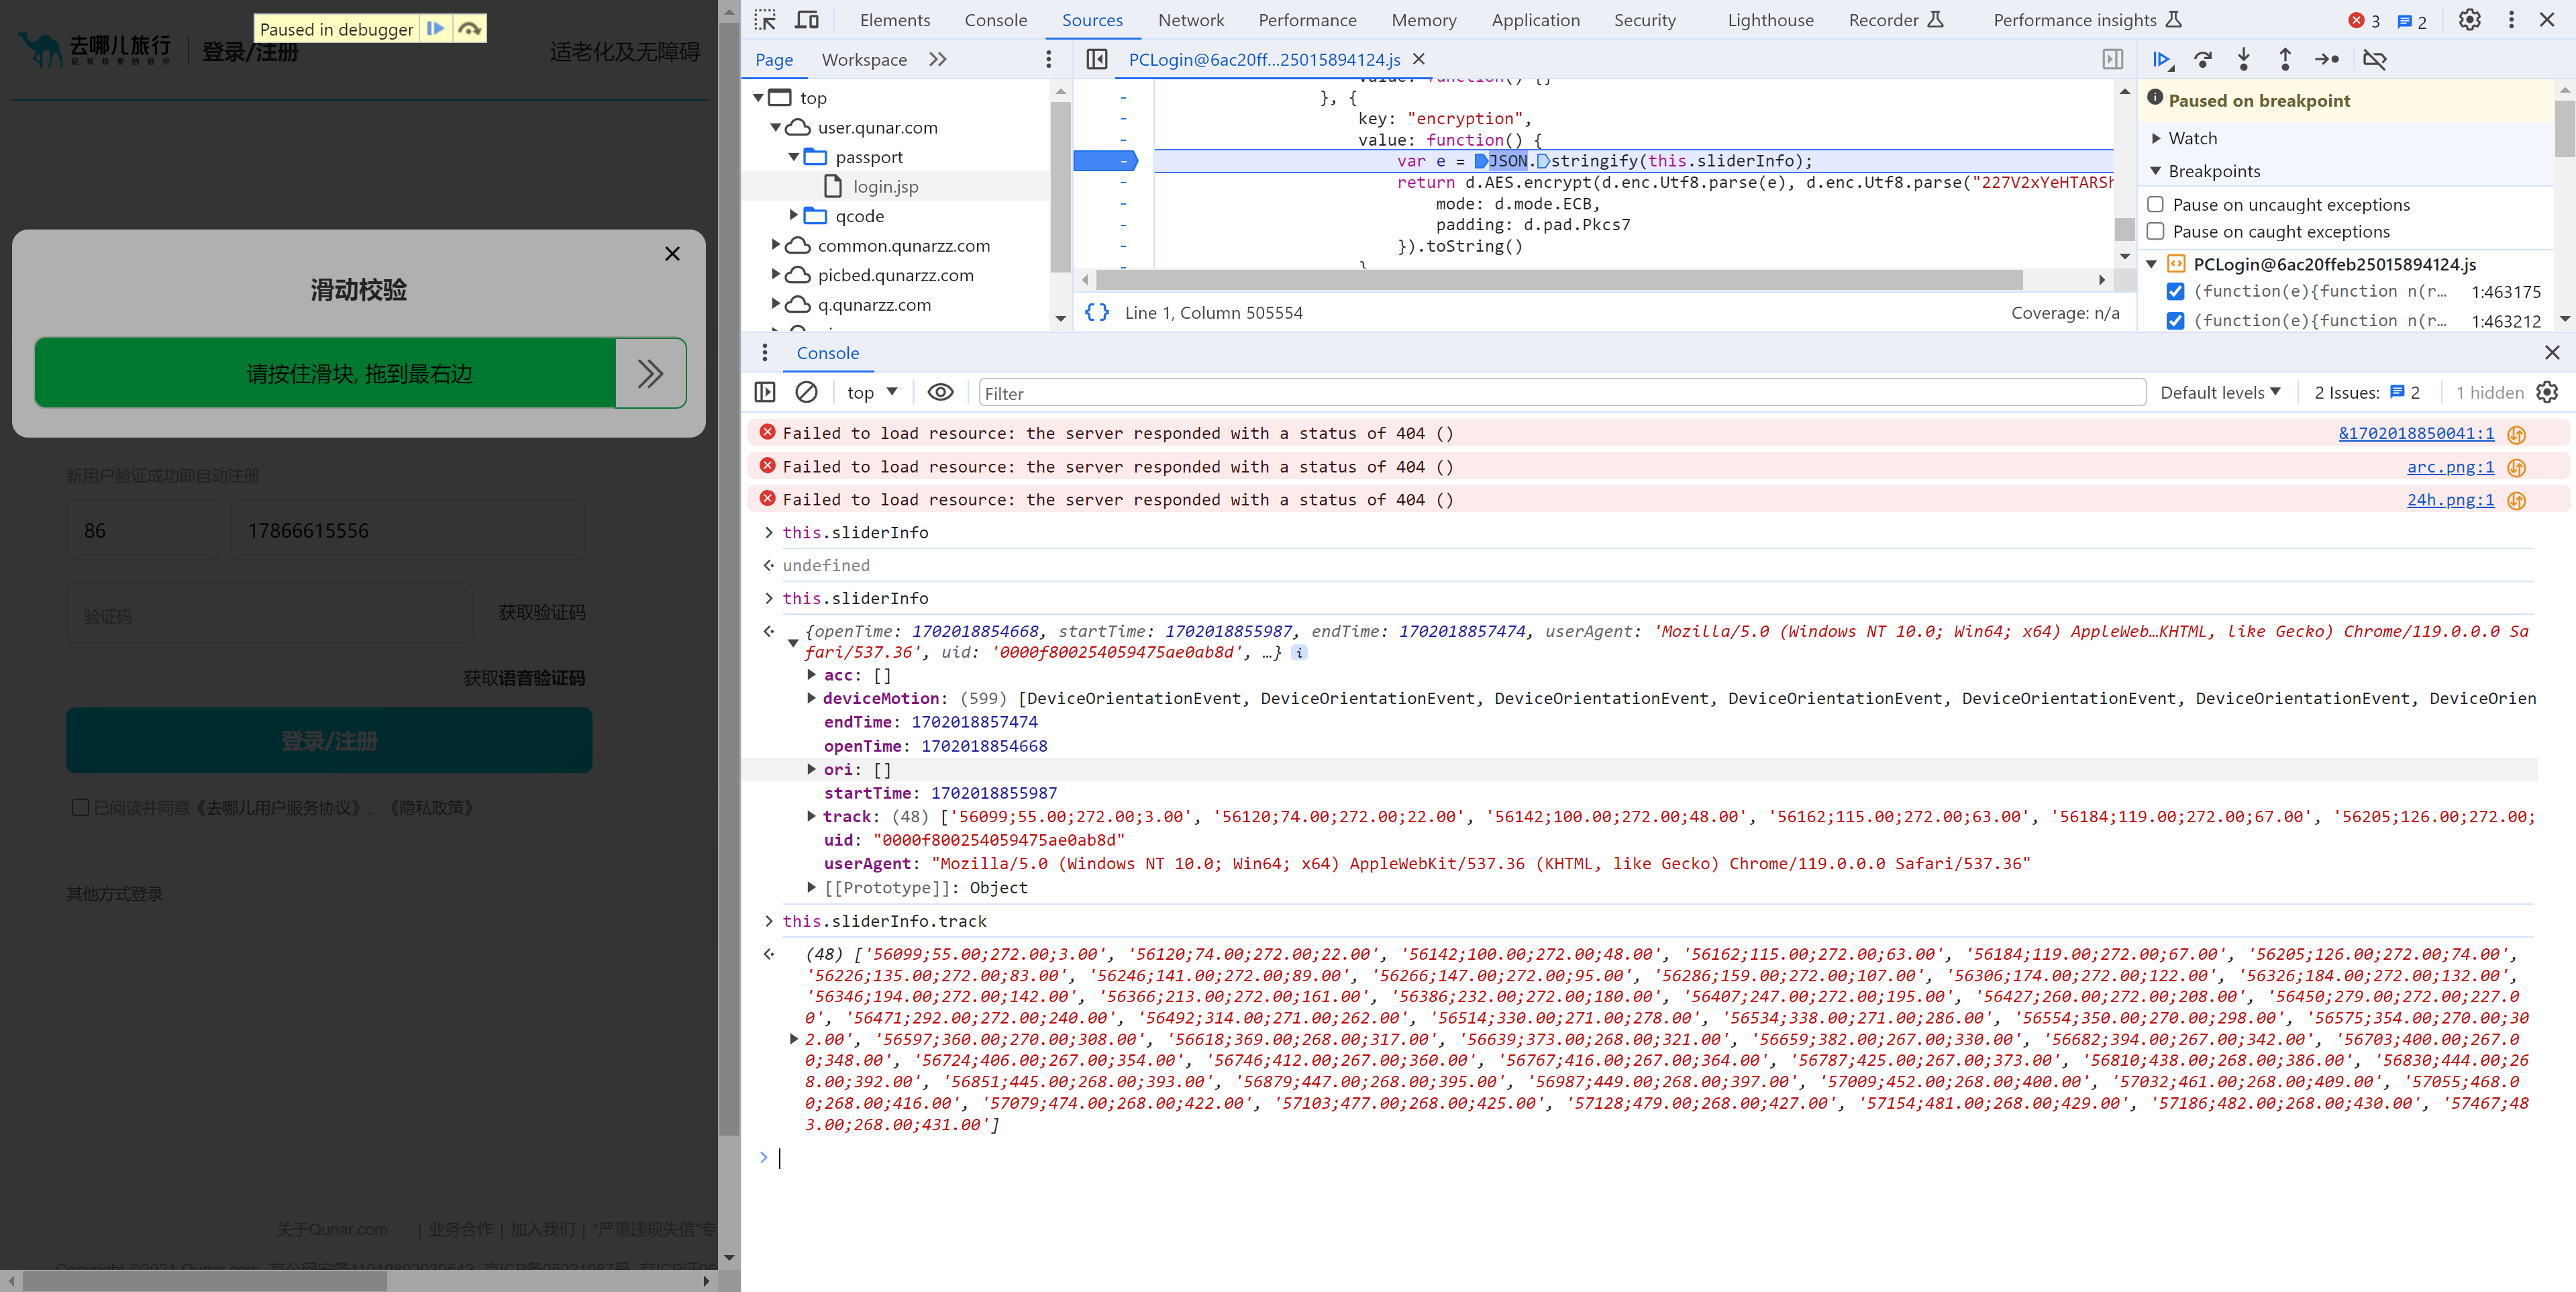 Paused in debugger
去哪儿旅行
总有你要的低价
登录/注册
适老化及无障碍
滑动校验
请按住滑块, 拖到最右边
新用户验证成功即自动注册
86
17866615556
验证码
获取验证码
获取语音验证码
登录/注册
已阅读并同意《去哪儿用户服务协议》、《隐私政策》
其他方式登录
关于Qunar.com | 业务合作 | 加入我们 | "严重违规失信"专
Elements Console Sources Network Performance Memory Application Security Lighthouse Recorder Performance insights 3 2
Page Workspace
top
user.qunar.com
passport
login.jsp
qcode
common.qunarzz.com
picbed.qunarzz.com
q.qunarzz.com
PCLogin@6ac20ff…25015894124.js
value: function() {}
}, {
key: "encryption",
value: function() {
var e = JSON.stringify(this.sliderInfo);
return d.AES.encrypt(d.enc.Utf8.parse(e), d.enc.Utf8.parse("227V2xYeHTARSh
mode: d.mode.ECB,
padding: d.pad.Pkcs7
}).toString()
}
{} Line 1, Column 505554
Coverage: n/a
Paused on breakpoint
Watch
Breakpoints
Pause on uncaught exceptions
Pause on caught exceptions
PCLogin@6ac20ffeb25015894124.js
(function(e){function n(r… 1:463175
(function(e){function n(r… 1:463212
Console
top
Filter
Default levels
2 Issues: 2
1 hidden
Failed to load resource: the server responded with a status of 404 () &1702018850041:1
Failed to load resource: the server responded with a status of 404 () arc.png:1
Failed to load resource: the server responded with a status of 404 () 24h.png:1
this.sliderInfo
undefined
this.sliderInfo
{openTime: 1702018854668, startTime: 1702018855987, endTime: 1702018857474, userAgent: 'Mozilla/5.0 (Windows NT 10.0; Win64; x64) AppleWeb…KHTML, like Gecko) Chrome/119.0.0.0 Sa
fari/537.36', uid: '0000f800254059475ae0ab8d', …}
acc: []
deviceMotion: (599) [DeviceOrientationEvent, DeviceOrientationEvent, DeviceOrientationEvent, DeviceOrientationEvent, DeviceOrientationEvent, DeviceOrientationEvent, DeviceOrien
endTime: 1702018857474
openTime: 1702018854668
ori: []
startTime: 1702018855987
track: (48) ['56099;55.00;272.00;3.00', '56120;74.00;272.00;22.00', '56142;100.00;272.00;48.00', '56162;115.00;272.00;63.00', '56184;119.00;272.00;67.00', '56205;126.00;272.00;
uid: "0000f800254059475ae0ab8d"
userAgent: "Mozilla/5.0 (Windows NT 10.0; Win64; x64) AppleWebKit/537.36 (KHTML, like Gecko) Chrome/119.0.0.0 Safari/537.36"
[[Prototype]]: Object
this.sliderInfo.track
(48) ['56099;55.00;272.00;3.00', '56120;74.00;272.00;22.00', '56142;100.00;272.00;48.00', '56162;115.00;272.00;63.00', '56184;119.00;272.00;67.00', '56205;126.00;272.00;74.00',
'56226;135.00;272.00;83.00', '56246;141.00;272.00;89.00', '56266;147.00;272.00;95.00', '56286;159.00;272.00;107.00', '56306;174.00;272.00;122.00', '56326;184.00;272.00;132.00',
'56346;194.00;272.00;142.00', '56366;213.00;272.00;161.00', '56386;232.00;272.00;180.00', '56407;247.00;272.00;195.00', '56427;260.00;272.00;208.00', '56450;279.00;272.00;227.0
0', '56471;292.00;272.00;240.00', '56492;314.00;271.00;262.00', '56514;330.00;271.00;278.00', '56534;338.00;271.00;286.00', '56554;350.00;270.00;298.00', '56575;354.00;270.00;30
2.00', '56597;360.00;270.00;308.00', '56618;369.00;268.00;317.00', '56639;373.00;268.00;321.00', '56659;382.00;267.00;330.00', '56682;394.00;267.00;342.00', '56703;400.00;267.0
0;348.00', '56724;406.00;267.00;354.00', '56746;412.00;267.00;360.00', '56767;416.00;267.00;364.00', '56787;425.00;267.00;373.00', '56810;438.00;268.00;386.00', '56830;444.00;26
8.00;392.00', '56851;445.00;268.00;393.00', '56879;447.00;268.00;395.00', '56987;449.00;268.00;397.00', '57009;452.00;268.00;400.00', '57032;461.00;268.00;409.00', '57055;468.0
0;268.00;416.00', '57079;474.00;268.00;422.00', '57103;477.00;268.00;425.00', '57128;479.00;268.00;427.00', '57154;481.00;268.00;429.00', '57186;482.00;268.00;430.00', '57467;48
3.00;268.00;431.00']